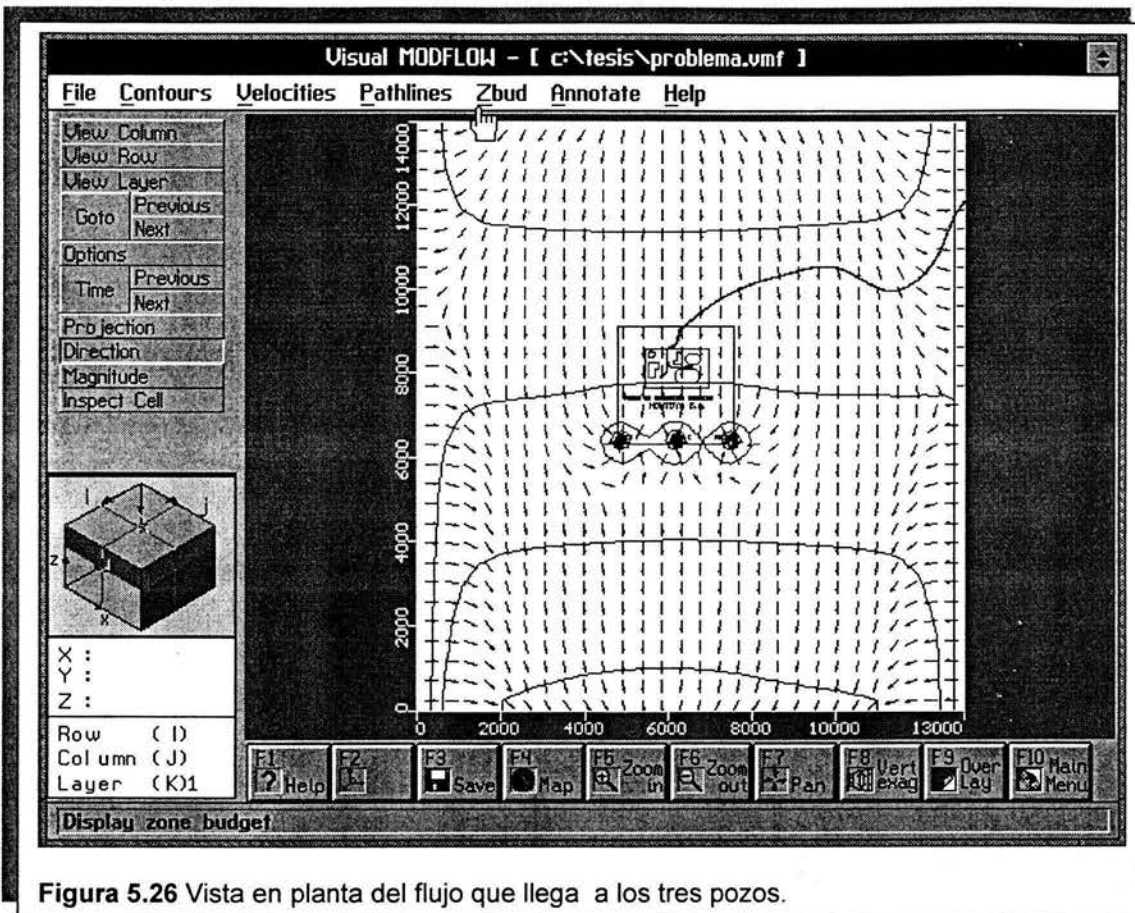 Visual MODFLOW - [ c:\tesis\problema.vmf ]
File Contours Velocities Pathlines Zbud Annotate Help
View Column
View Row
View Layer
Goto Previous
Next
Options
Time Previous
Next
Projection
Direction
Magnitude
Inspect Cell
14000
12000
10000
8000
6000
4000
2000
0
0 2000 4000 6000 8000 10000 13000
I
J
Z
X
X :
Y :
Z :
Row (I)
Column (J)
Layer (K)1
F1 Help
F2
F3 Save
F4 Map
F5 Zoom in
F6 Zoom out
F7 Pan
F8 Vert exag
F9 Over Lay
F10 Main Menu
Display zone budget
Figura 5.26 Vista en planta del flujo que llega a los tres pozos.